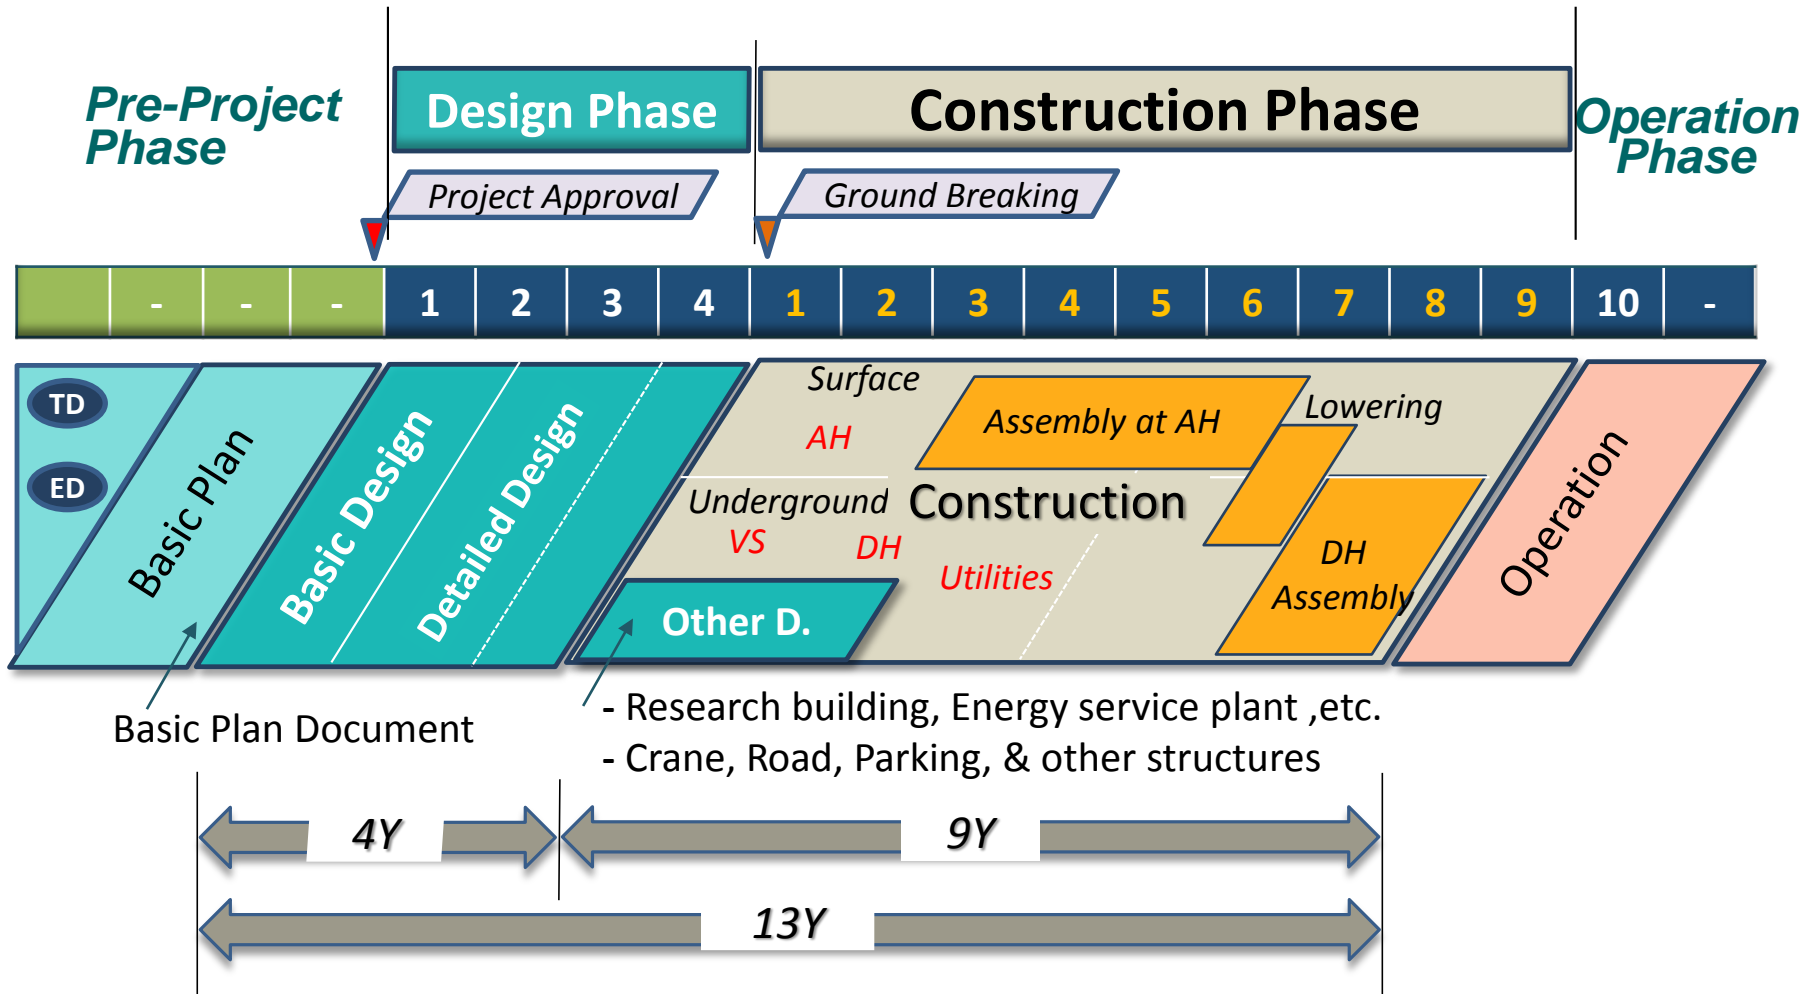 Pre-Project
Phase
Design Phase
Construction Phase
Operation
Phase
Project Approval
Ground Breaking
- - - 1 2 3 4 1 2 3 4 5 6 7 8 9 10 -
TD
ED
Basic Plan
Basic Design
Detailed Design
Surface
AH
Assembly at AH
Lowering
Underground
VS
DH
Construction
Utilities
Other D.
DH
Assembly
Operation
Basic Plan Document
- Research building, Energy service plant ,etc.
- Crane, Road, Parking, & other structures
4Y
9Y
13Y